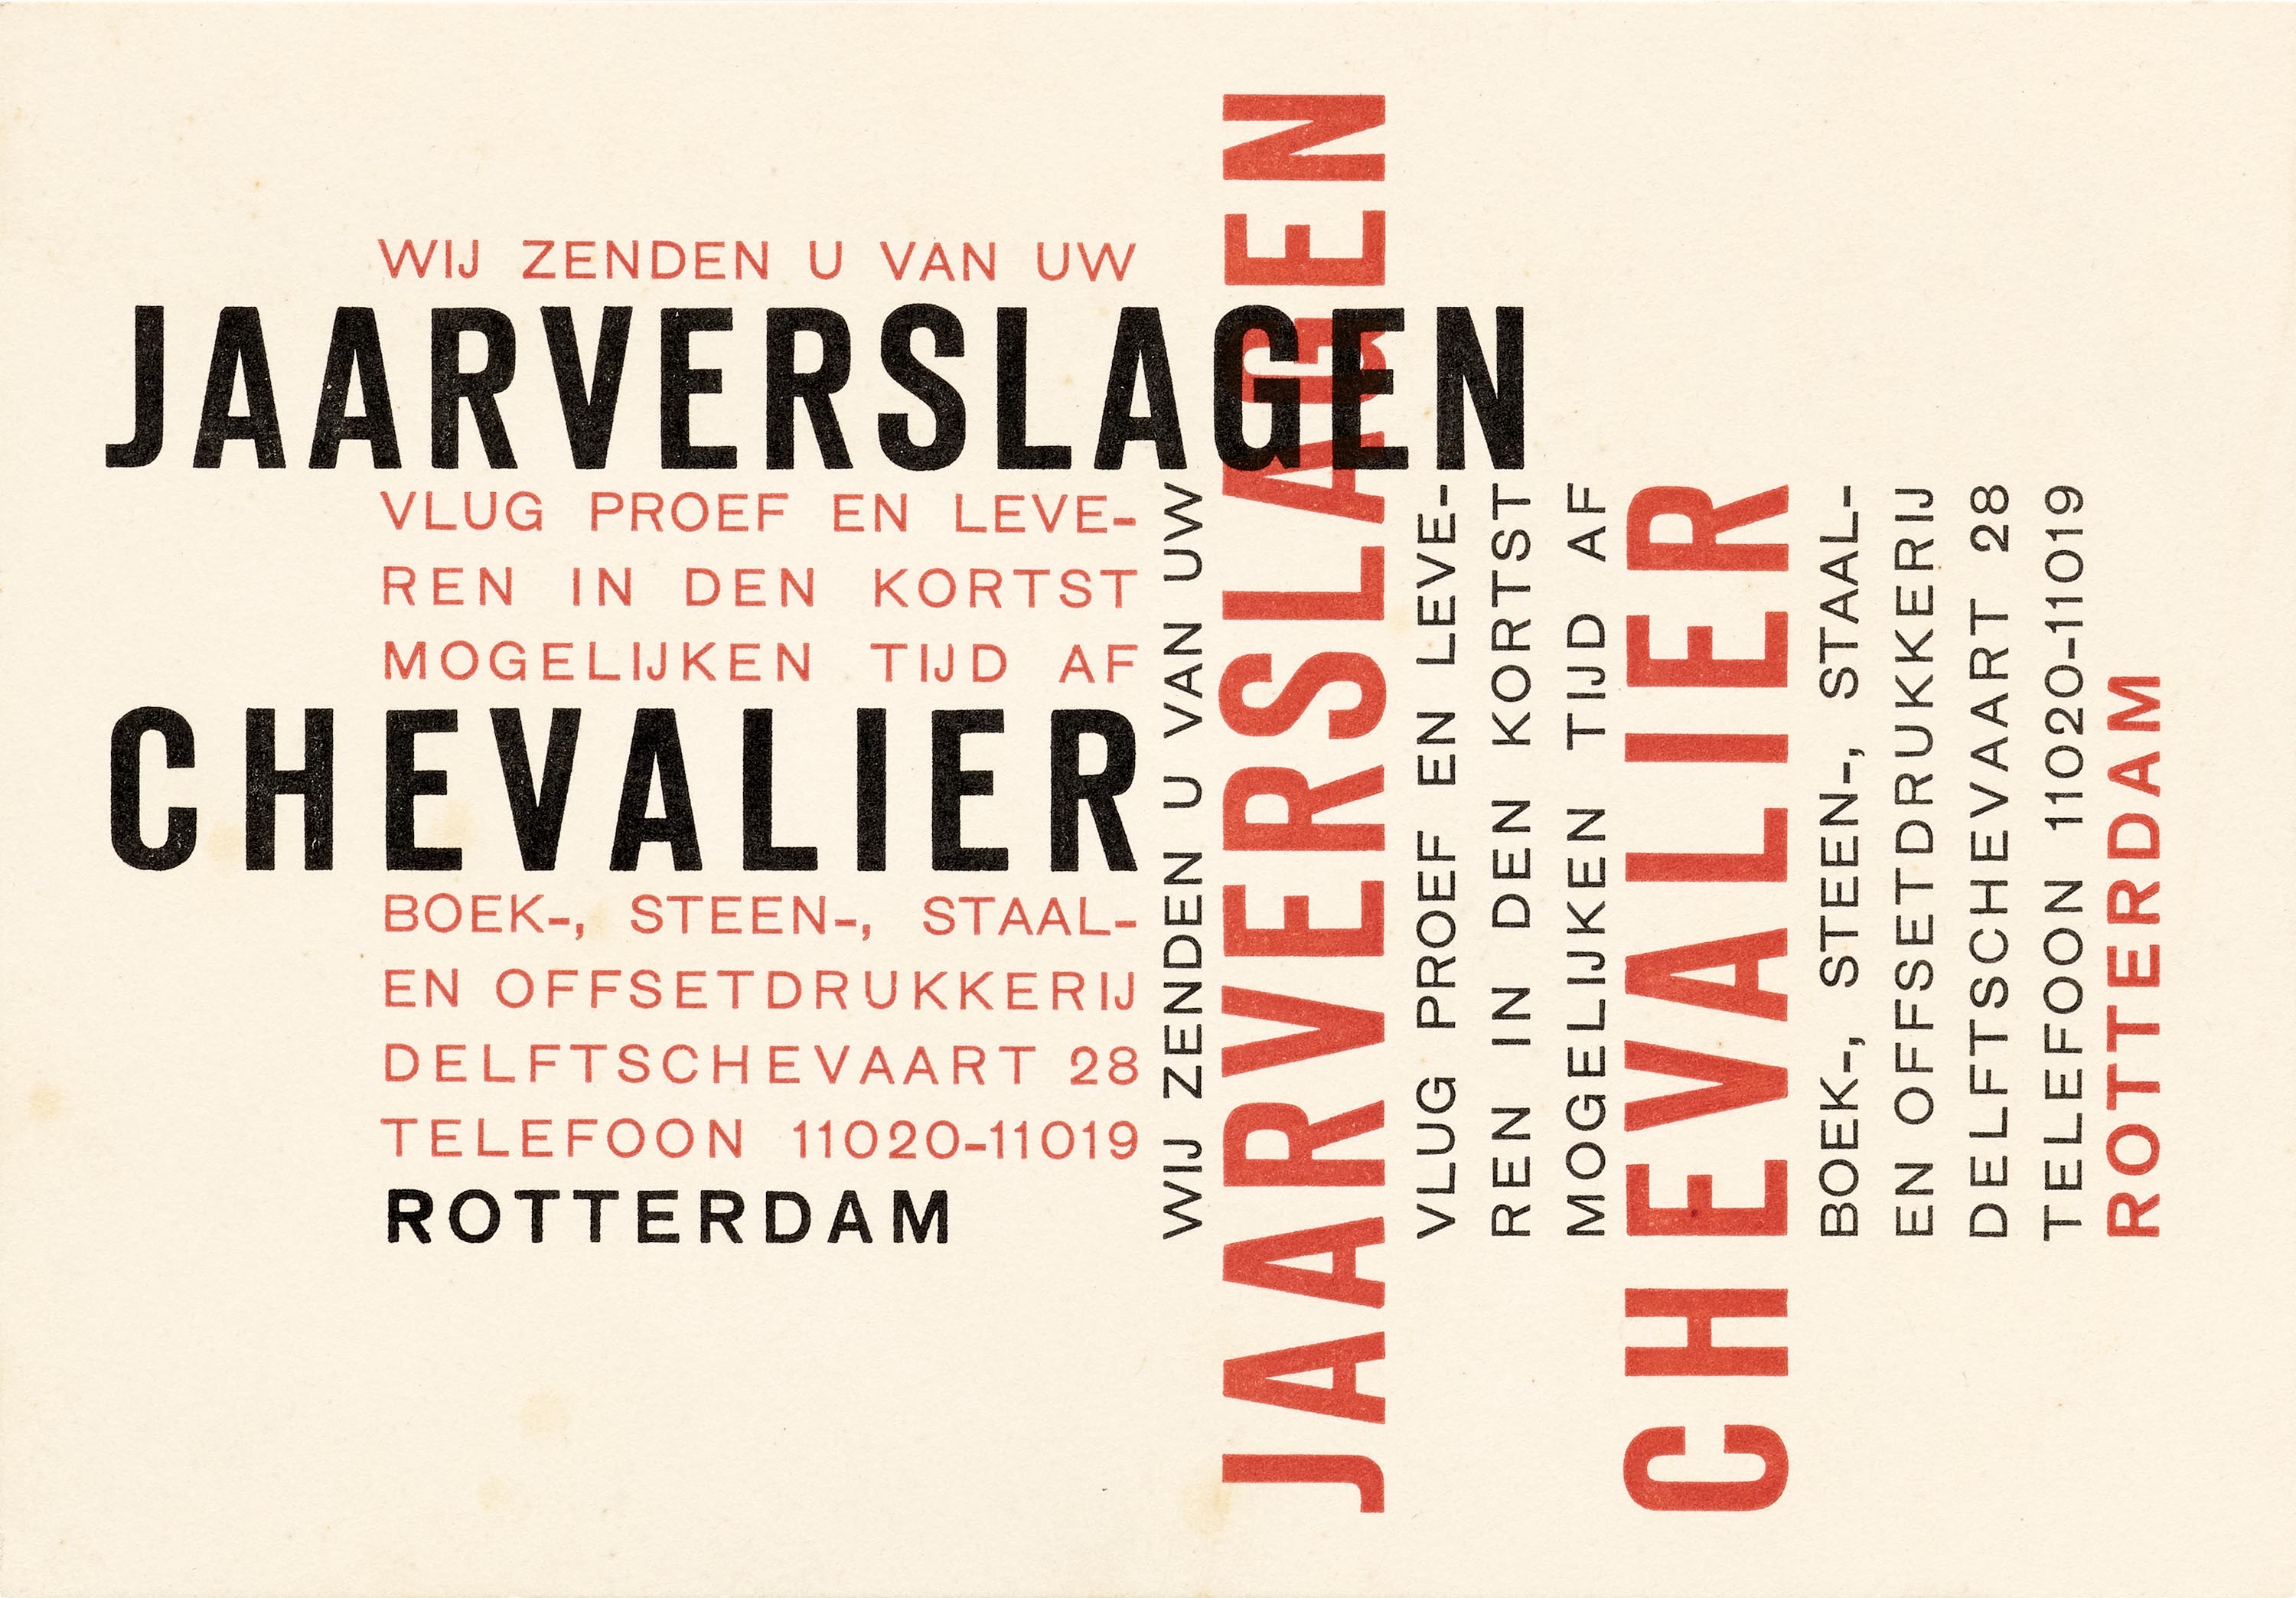 WIJ ZENDEN U VAN UW
JAARVERSLAGEN
VLUG PROEF EN LEVE-
REN IN DEN KORTST
MOGELIJKEN TIJD AF
CHEVALIER
BOEK-, STEEN-, STAAL-
EN OFFSETDRUKKERIJ
DELFTSCHEVAART 28
TELEFOON 11020-11019
ROTTERDAM
WIJ ZENDEN U VAN UW
JAARVERSLAGEN
VLUG PROEF EN LEVE-
REN IN DEN KORTST
MOGELIJKEN TIJD AF
CHEVALIER
BOEK-, STEEN-, STAAL-
EN OFFSETDRUKKERIJ
DELFTSCHEVAART 28
TELEFOON 11020-11019
ROTTERDAM